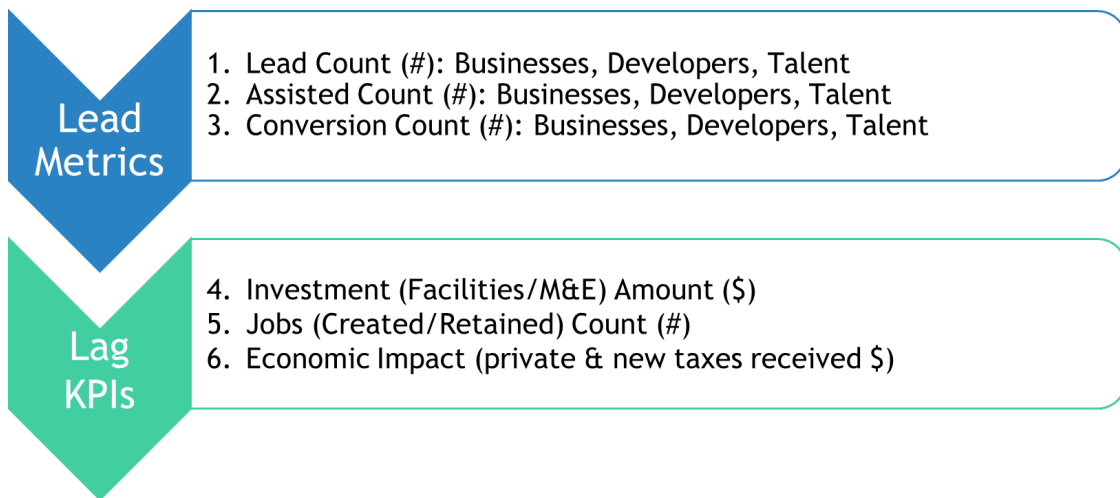 Lead
Metrics
1. Lead Count (#): Businesses, Developers, Talent
2. Assisted Count (#): Businesses, Developers, Talent
3. Conversion Count (#): Businesses, Developers, Talent
Lag
KPIs
4. Investment (Facilities/M&E) Amount ($)
5. Jobs (Created/Retained) Count (#)
6. Economic Impact (private & new taxes received $)